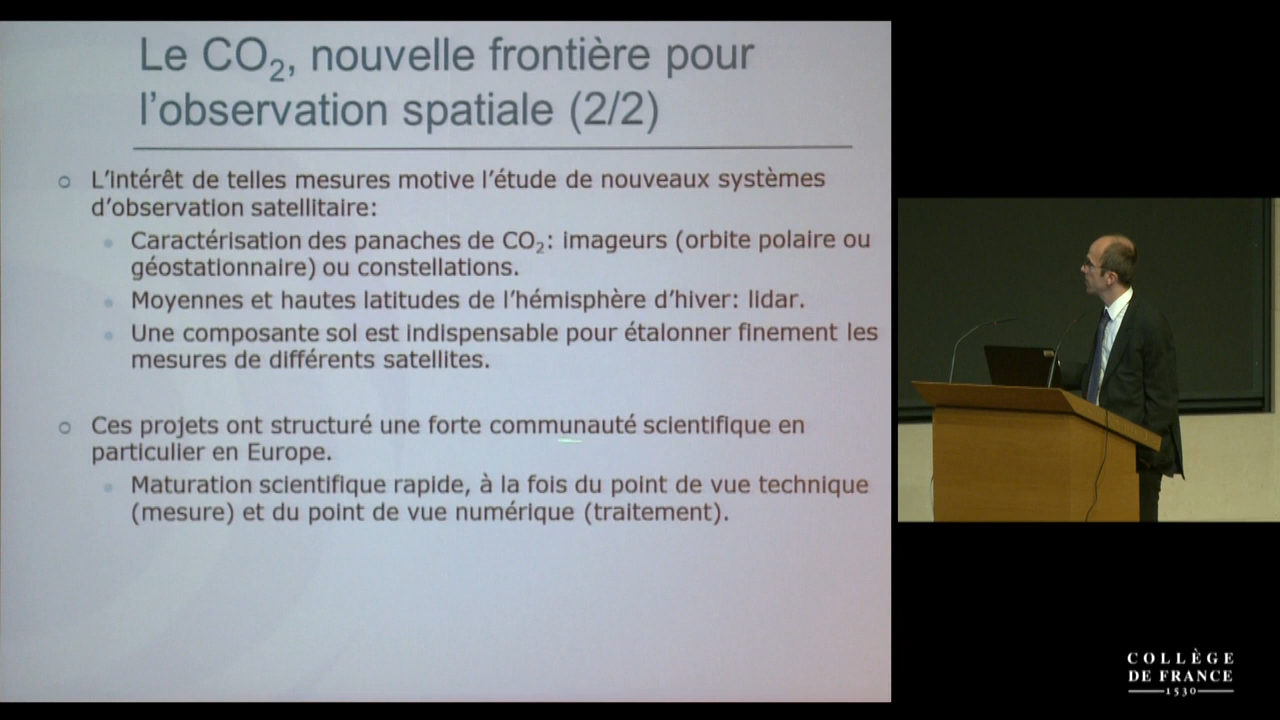 Le CO₂, nouvelle frontière pour
l'observation spatiale (2/2)
L'intérêt de telles mesures motive l'étude de nouveaux systèmes
d'observation satellitaire:
Caractérisation des panaches de CO₂: imageurs (orbite polaire ou
géostationnaire) ou constellations.
Moyennes et hautes latitudes de l'hémisphère d'hiver: lidar.
Une composante sol est indispensable pour étalonner finement les
mesures de différents satellites.
Ces projets ont structuré une forte communauté scientifique en
particulier en Europe.
Maturation scientifique rapide, à la fois du point de vue technique
(mesure) et du point de vue numérique (traitement).
COLLÈGE
DE FRANCE
1530